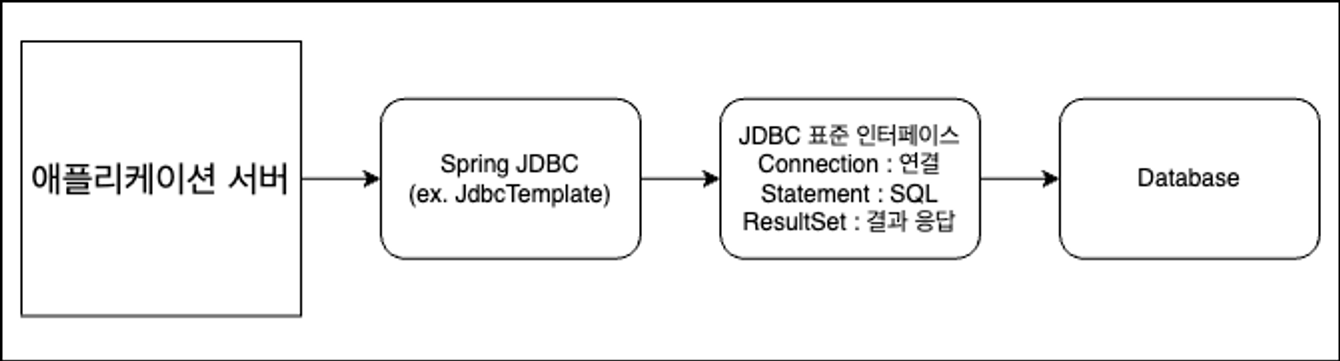 애플리케이션 서버
Spring JDBC
(ex. JdbcTemplate)
JDBC 표준 인터페이스
Connection : 연결
Statement : SQL
ResultSet : 결과 응답
Database